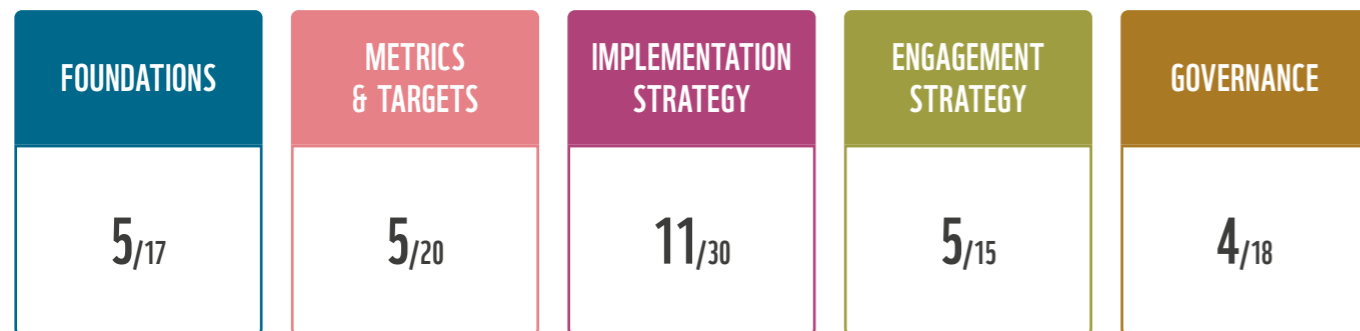 FOUNDATIONS
METRICS
& TARGETS
IMPLEMENTATION
STRATEGY
ENGAGEMENT
STRATEGY
GOVERNANCE
5/17
5/20
11/30
5/15
4/18